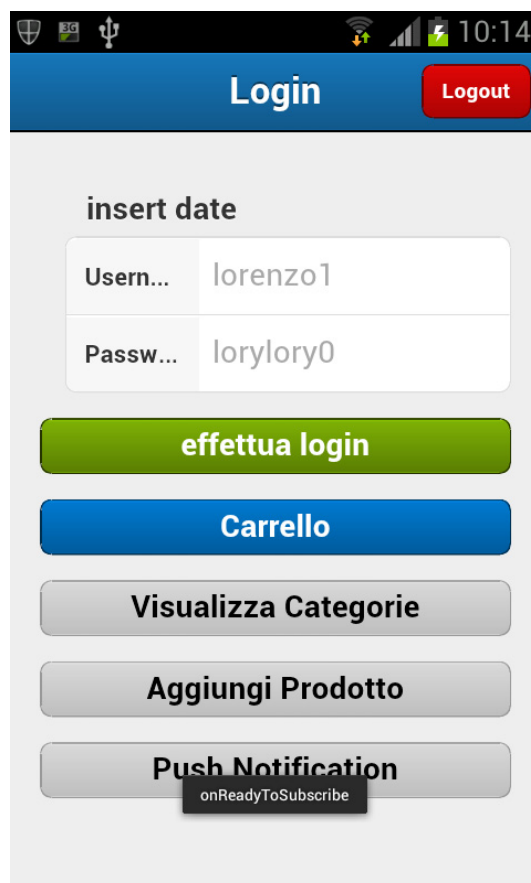 3G
10:14
Login
Logout
insert date
Usern...
lorenzo1
Passw...
lorylory0
effettua login
Carrello
Visualizza Categorie
Aggiungi Prodotto
Push Notification
onReadyToSubscribe